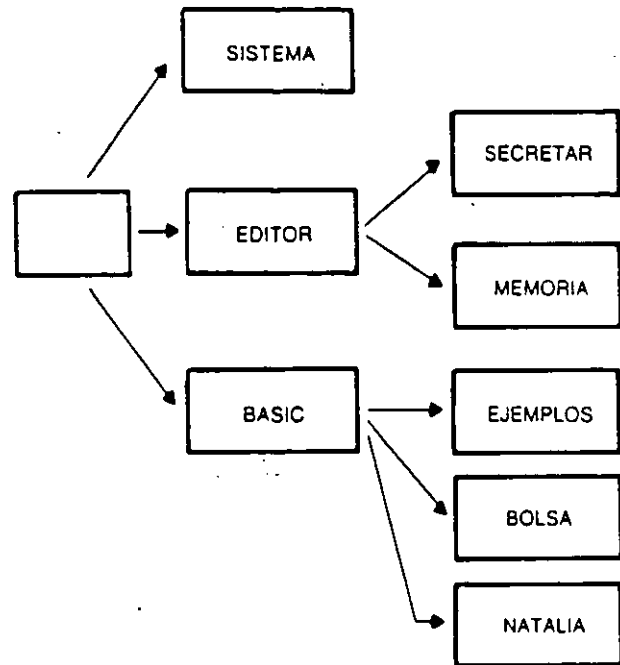 SISTEMA
SECRETAR
EDITOR
MEMORIA
BASIC
EJEMPLOS
BOLSA
NATALIA